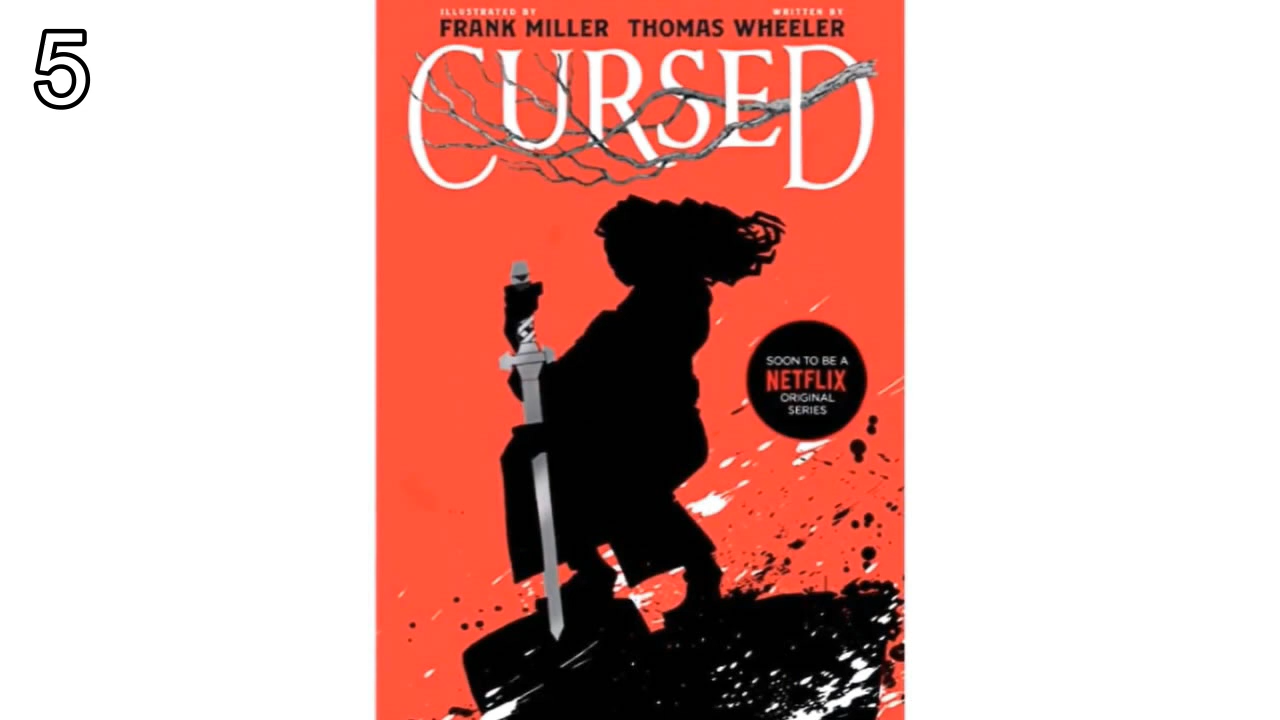 5
ILLUSTRATED BY WRITTEN BY
FRANK MILLER THOMAS WHEELER
CURSED
SOON TO BE A
NETFLIX
ORIGINAL
SERIES